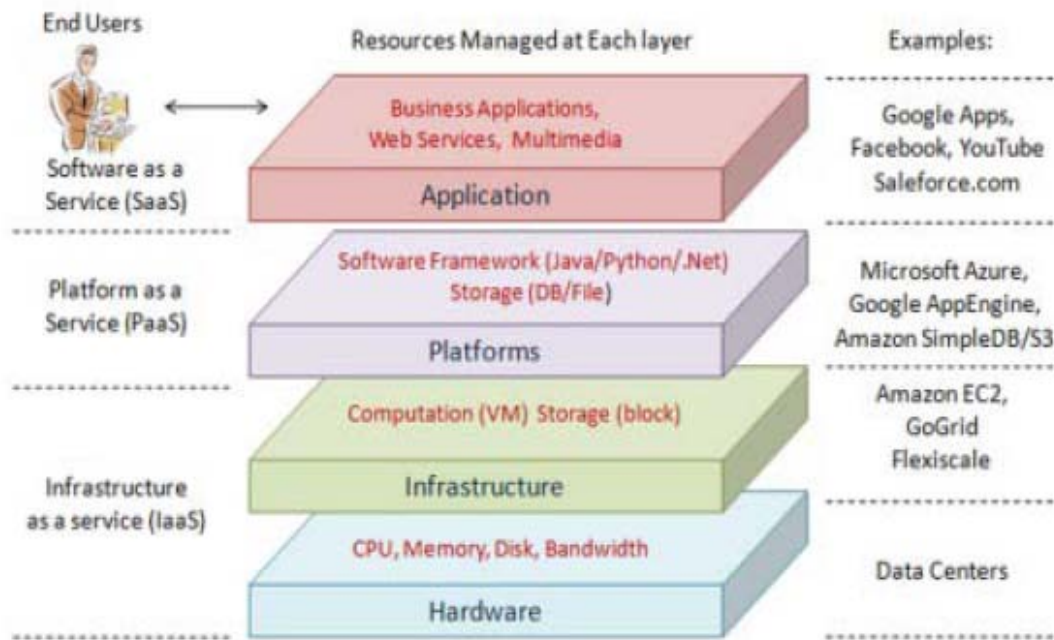 End Users
Resources Managed at Each layer
Examples:
Business Applications,
Web Services, Multimedia
Application
Software as a
Service (SaaS)
Google Apps,
Facebook, YouTube
Saleforce.com
Software Framework (Java/Python/.Net)
Storage (DB/File)
Platforms
Platform as a
Service (PaaS)
Microsoft Azure,
Google AppEngine,
Amazon SimpleDB/S3
Computation (VM) Storage (block)
Infrastructure
Amazon EC2,
GoGrid
Flexiscale
Infrastructure
as a service (IaaS)
CPU, Memory, Disk, Bandwidth
Hardware
Data Centers